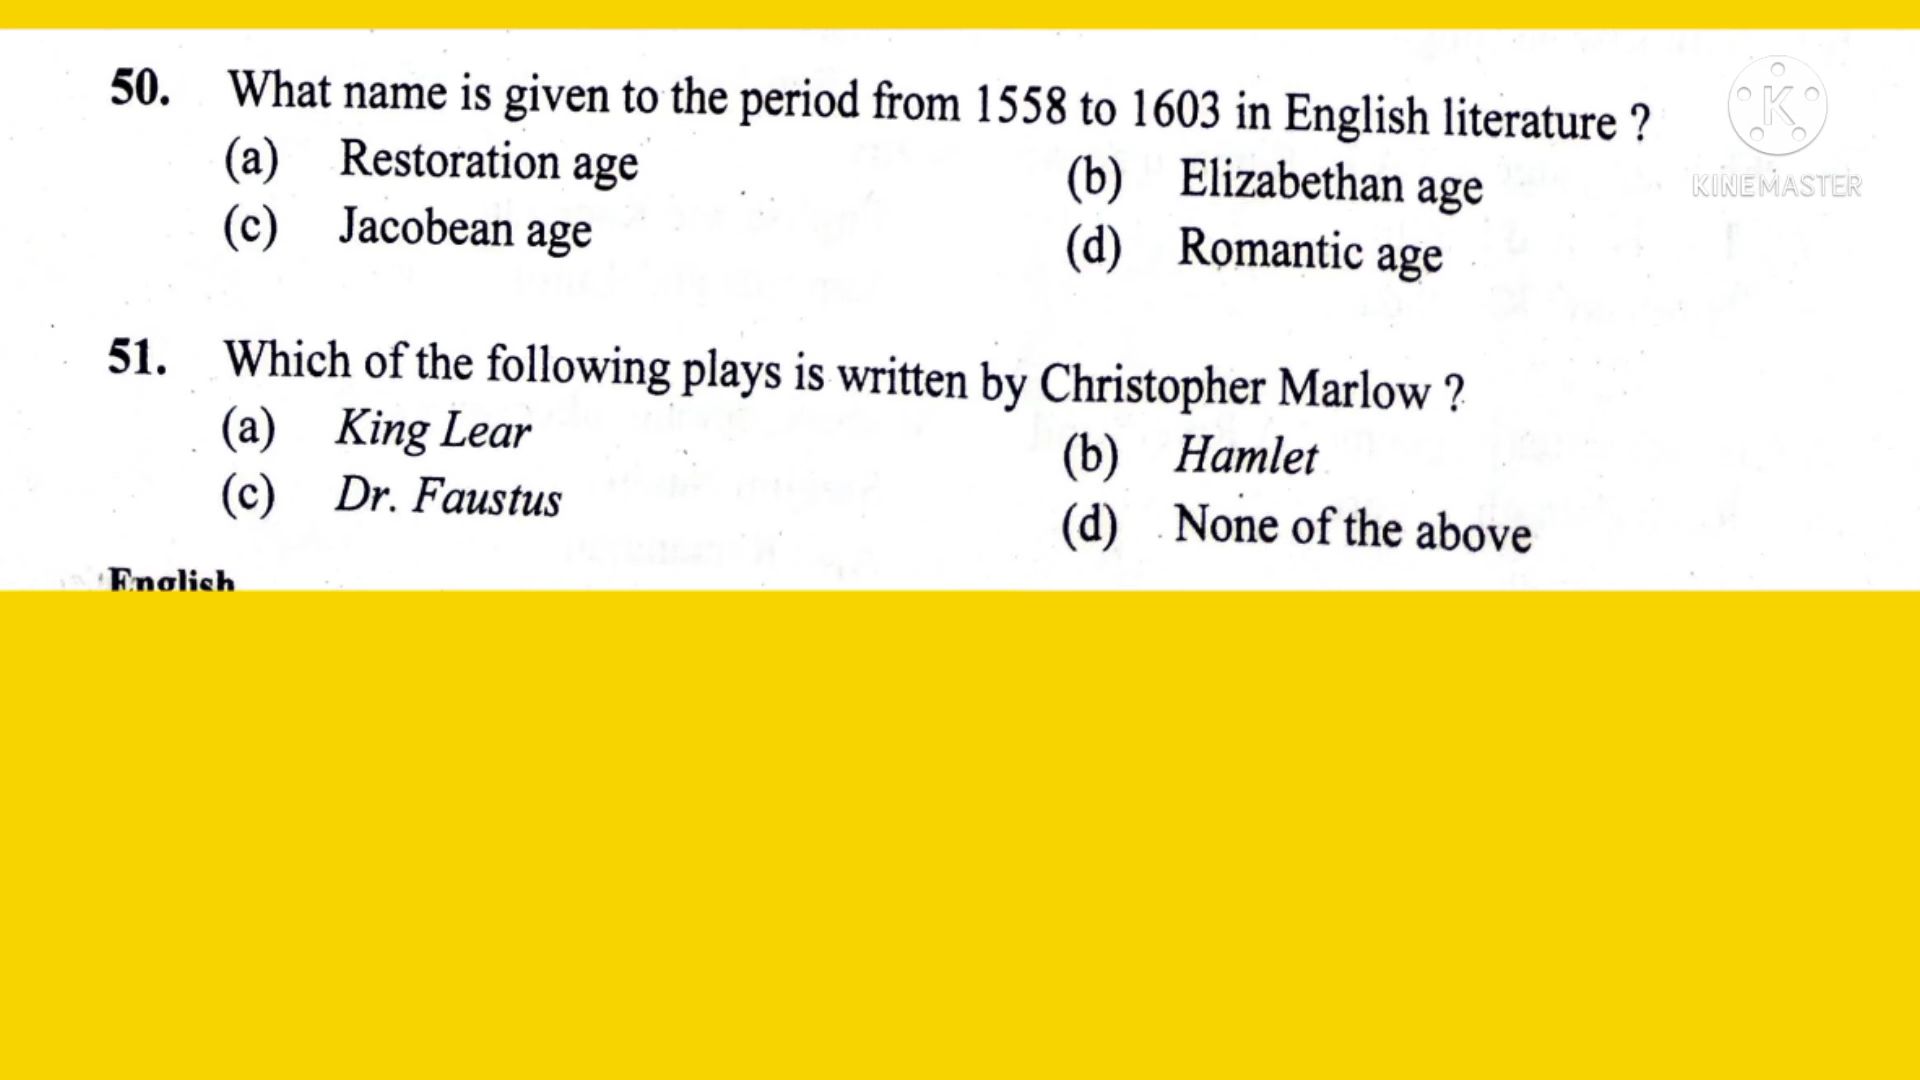 50. What name is given to the period from 1558 to 1603 in English literature ?
(a) Restoration age (b) Elizabethan age
(c) Jacobean age (d) Romantic age
51. Which of the following plays is written by Christopher Marlow ?
(a) King Lear (b) Hamlet
(c) Dr. Faustus (d) None of the above
English
K
KINEMASTER